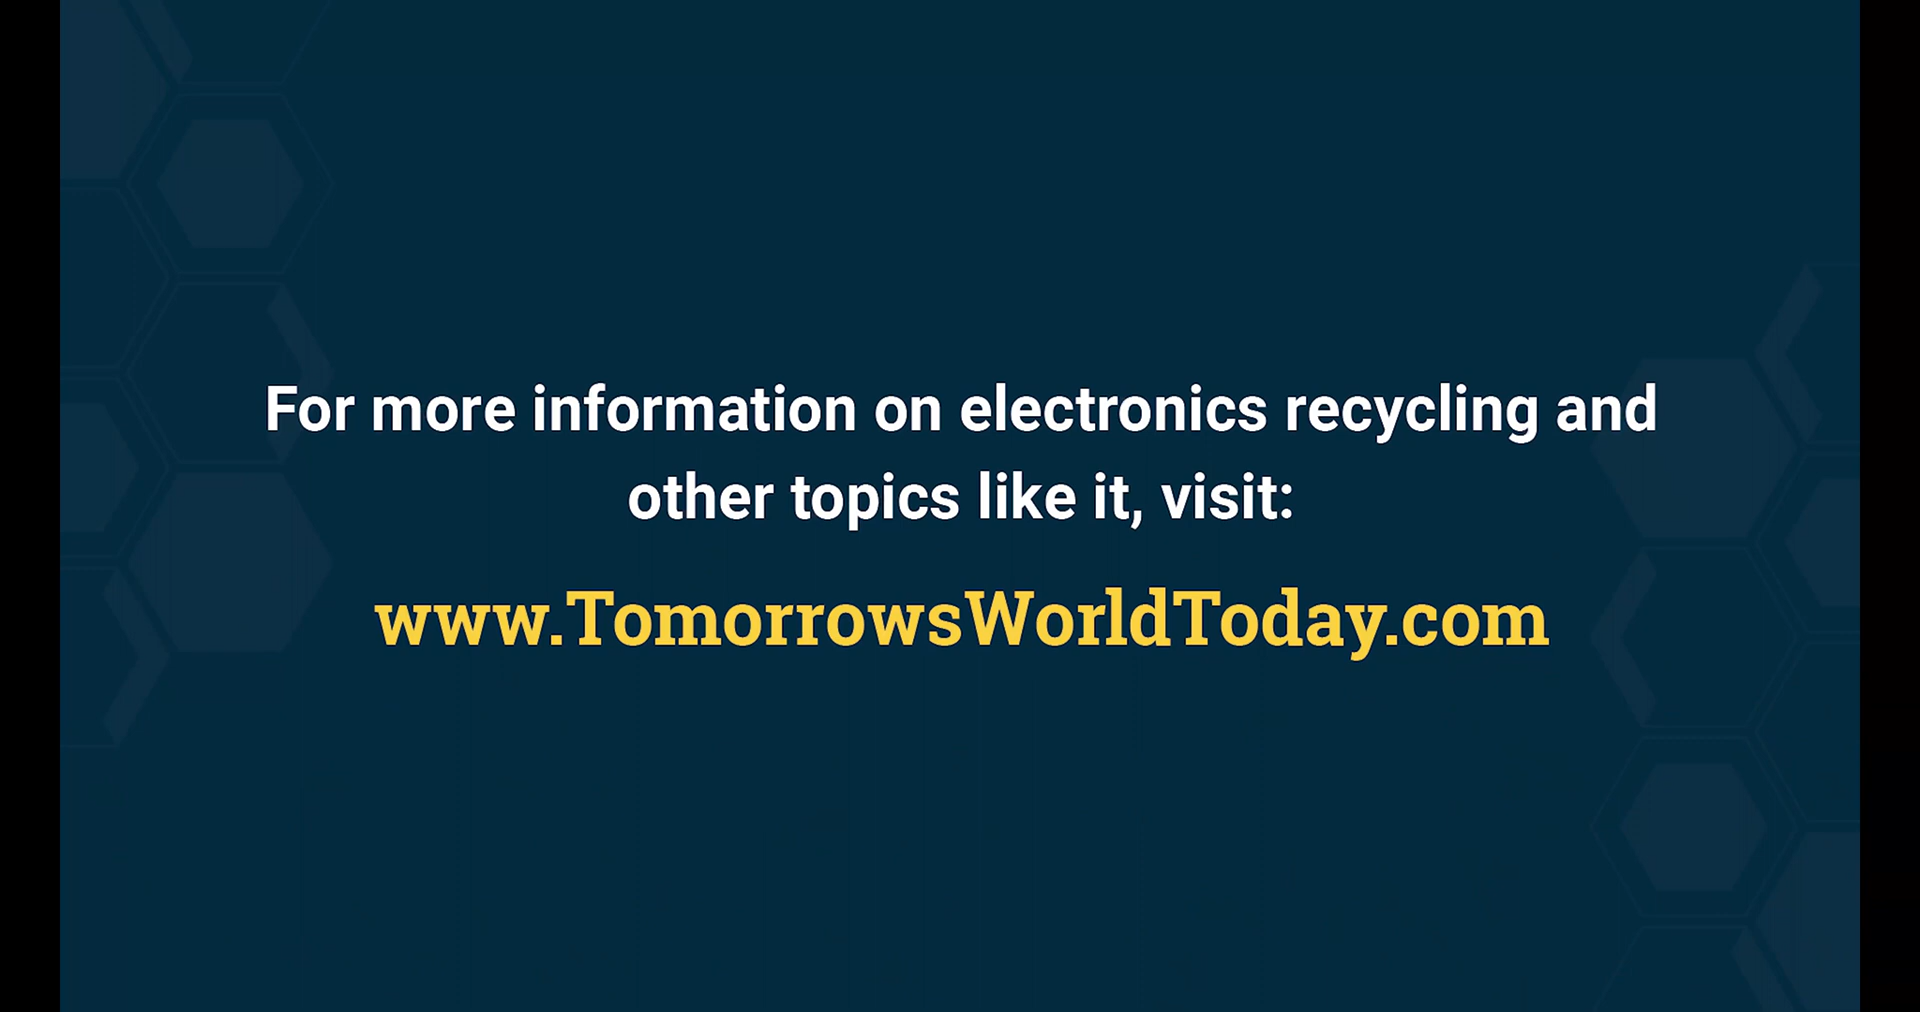 For more information on electronics recycling and
other topics like it, visit:
www.TomorrowsWorldToday.com